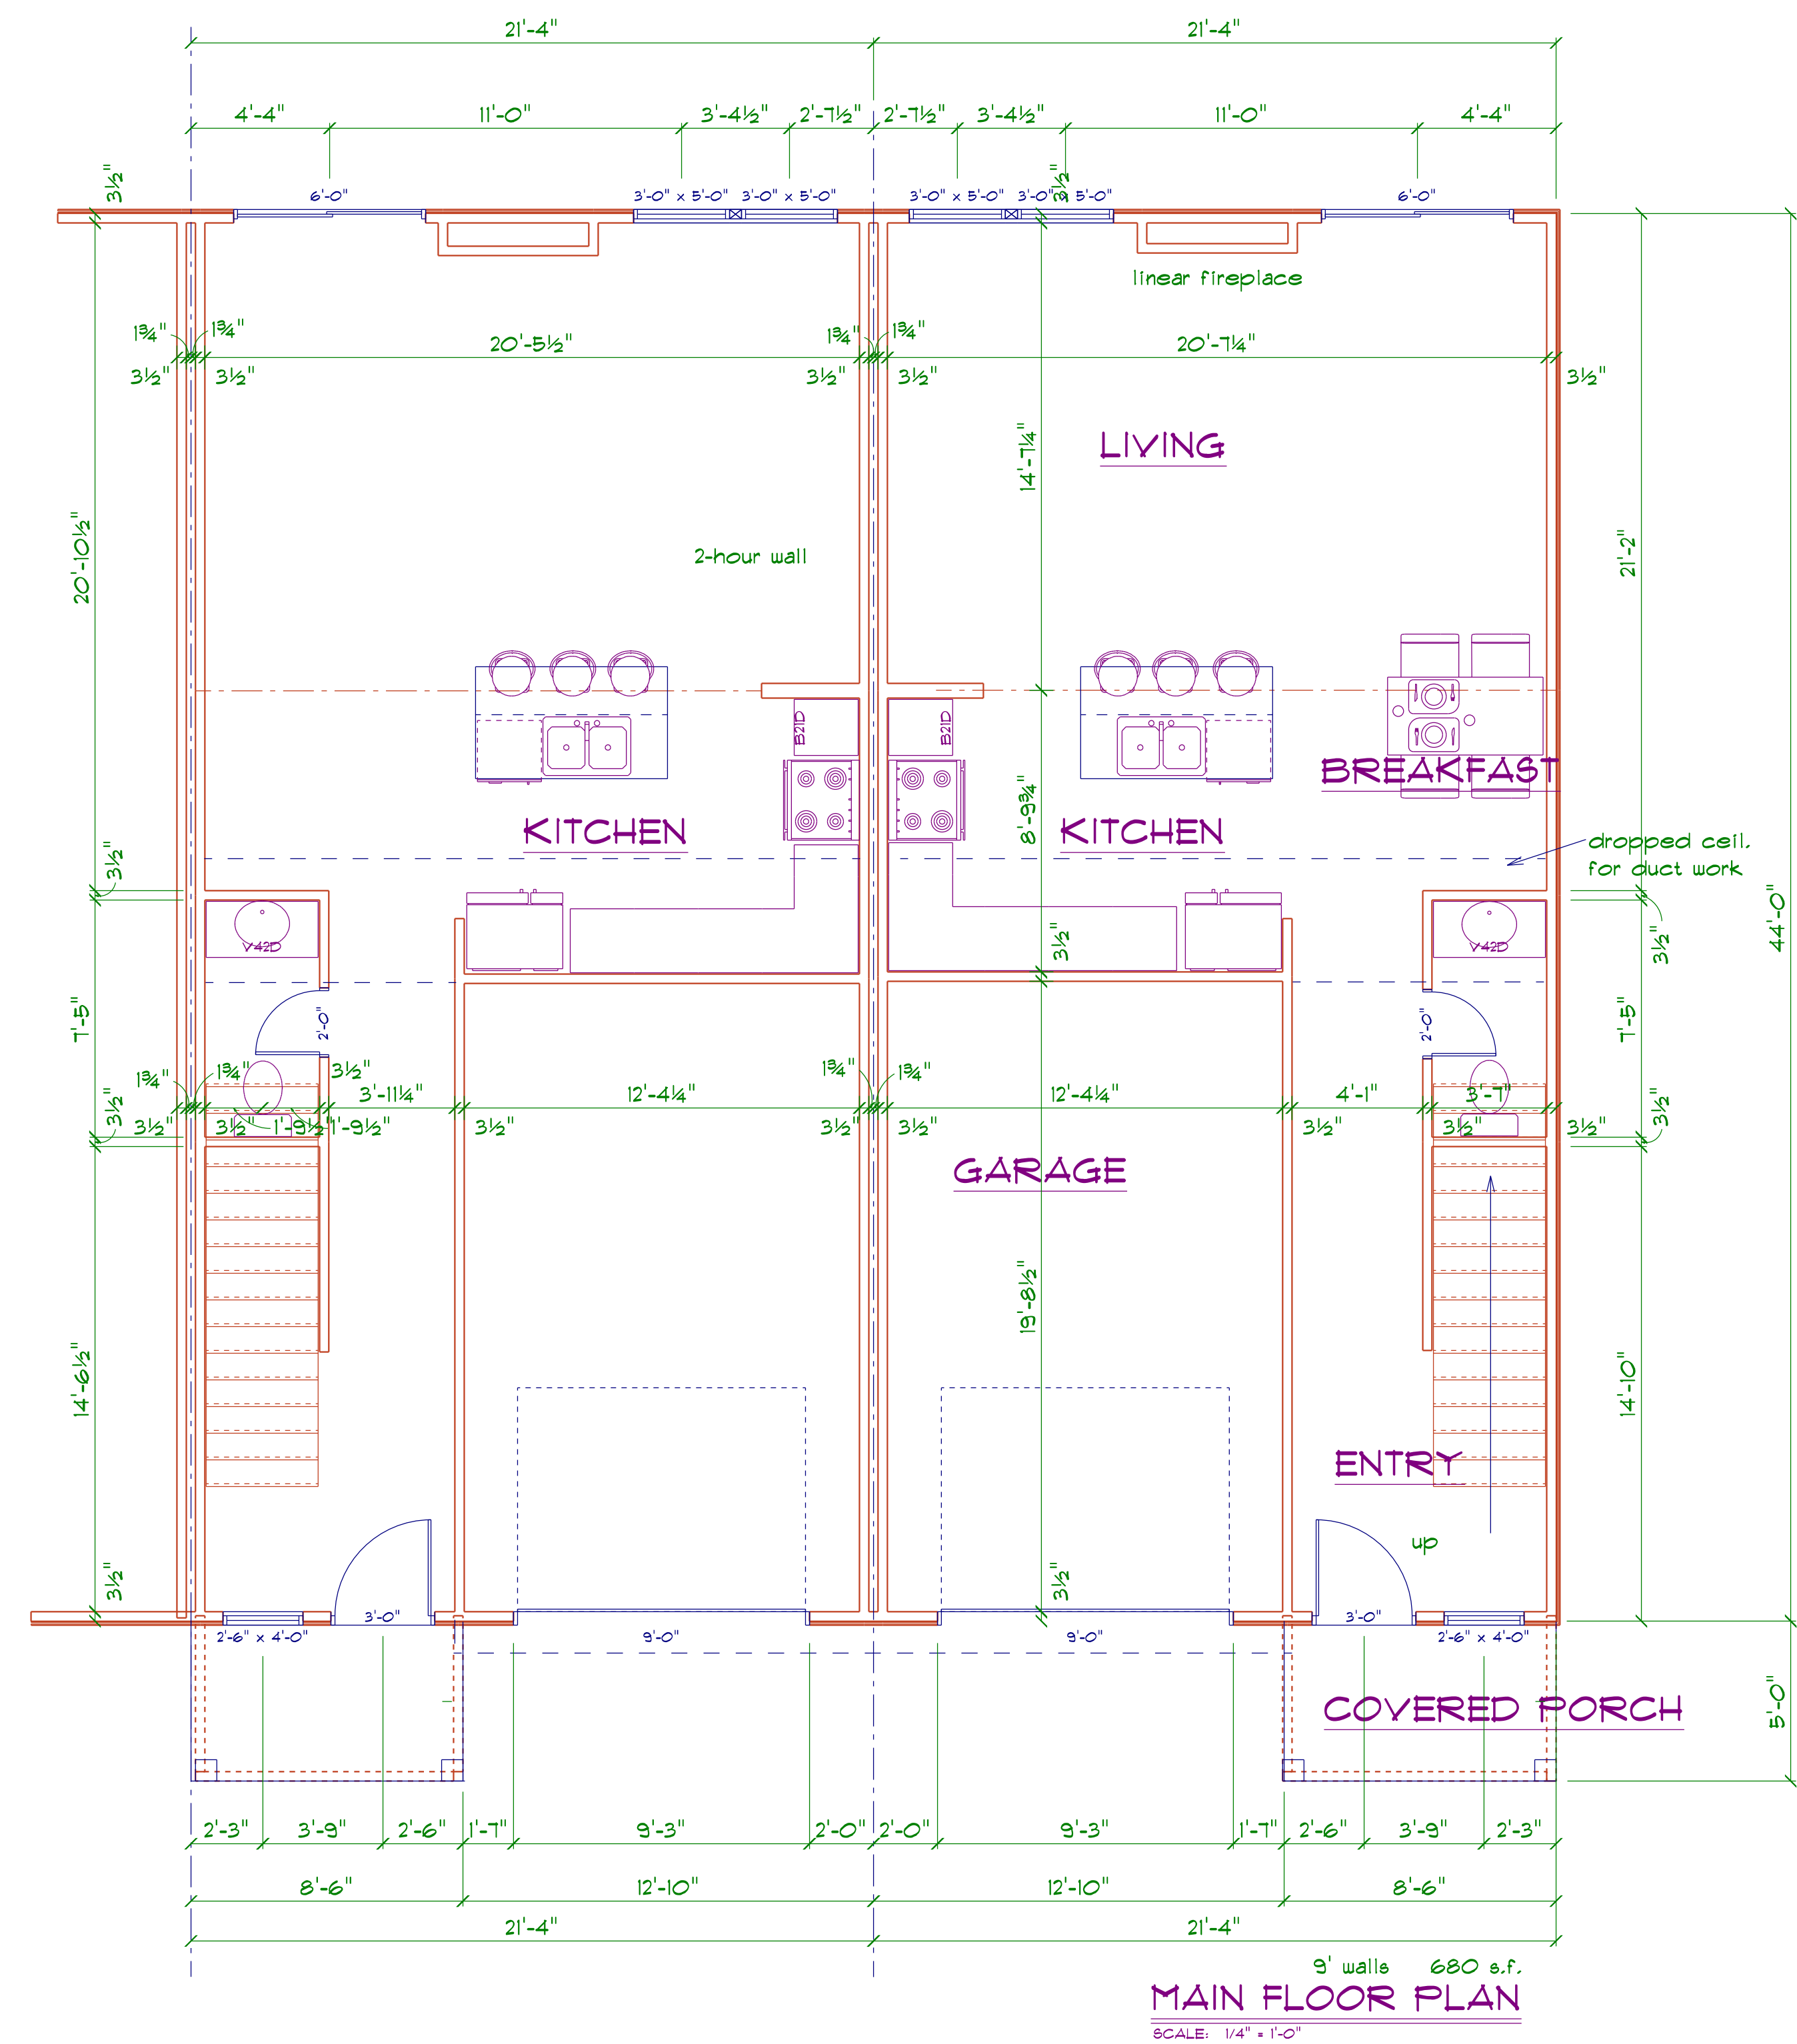 21'-4" 21'-4"
4'-4" 11'-0" 3'-4½" 2'-7½" 2'-7½" 3'-4½" 11'-0" 4'-4"
3½" 3½"
6'-0" 3'-0" x 5'-0" 3'-0" x 5'-0" 3'-0" x 5'-0" 3'-0" x 5'-0" 6'-0"
linear fireplace
1¾" 1¾" 20'-5½" 1¾" 1¾" 20'-7¼"
3½" 3½" 3½" 3½" 3½"
LIVING
14'-7¼"
20'-10½" 2-hour wall 21'-2"
B21D B21D
BREAKFAST
KITCHEN KITCHEN
8'-9¾"
dropped ceil.
for duct work
3½" 44'-0"
V42D V42D
3½" 3½"
7'-5" 2'-0" 2'-0" 7'-5"
1¾" 1¾" 3½" 1¾" 1¾"
3'-11¼" 12'-4¼" 12'-4¼" 4'-1" 3'-7"
3½" 3½"
3½" 3½" 1'-9½" 1'-9½" 3½" 3½" 3½" 3½" 3½" 3½"
GARAGE
19'-8½"
14'-6½" 14'-10"
ENTRY
up
3½" 3½"
3'-0" 3'-0"
2'-6" x 4'-0" 9'-0" 9'-0" 2'-6" x 4'-0"
COVERED PORCH
5'-0"
2'-3" 3'-9" 2'-6" 1'-7" 9'-3" 2'-0" 2'-0" 9'-3" 1'-7" 2'-6" 3'-9" 2'-3"
8'-6" 12'-10" 12'-10" 8'-6"
21'-4" 21'-4"
9' walls 680 s.f.
MAIN FLOOR PLAN
SCALE: 1/4" = 1'-0"